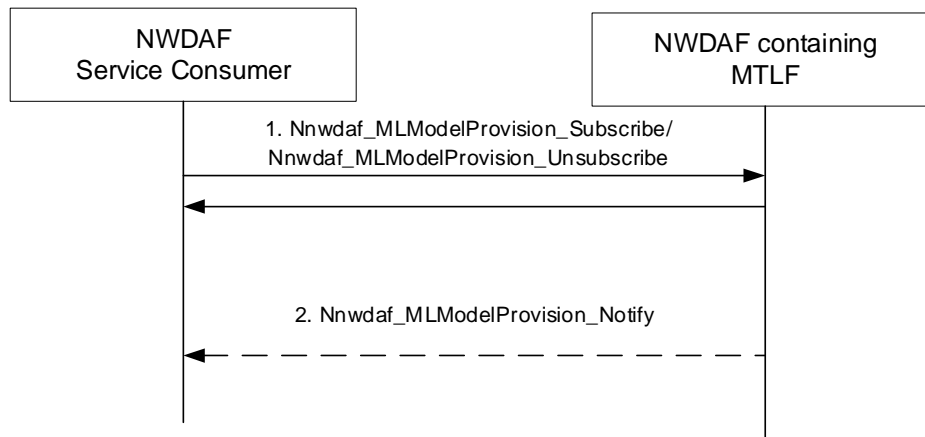 NWDAF
Service Consumer
NWDAF containing
MTLF
1. Nnwdaf_MLModelProvision_Subscribe/
Nnwdaf_MLModelProvision_Unsubscribe
2. Nnwdaf_MLModelProvision_Notify